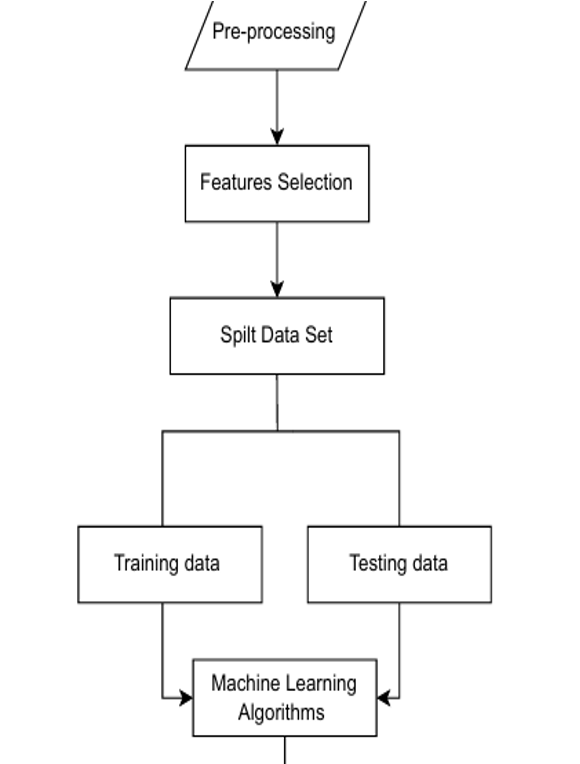 Pre-processing
Features Selection
Spilt Data Set
Training data
Testing data
Machine Learning
Algorithms